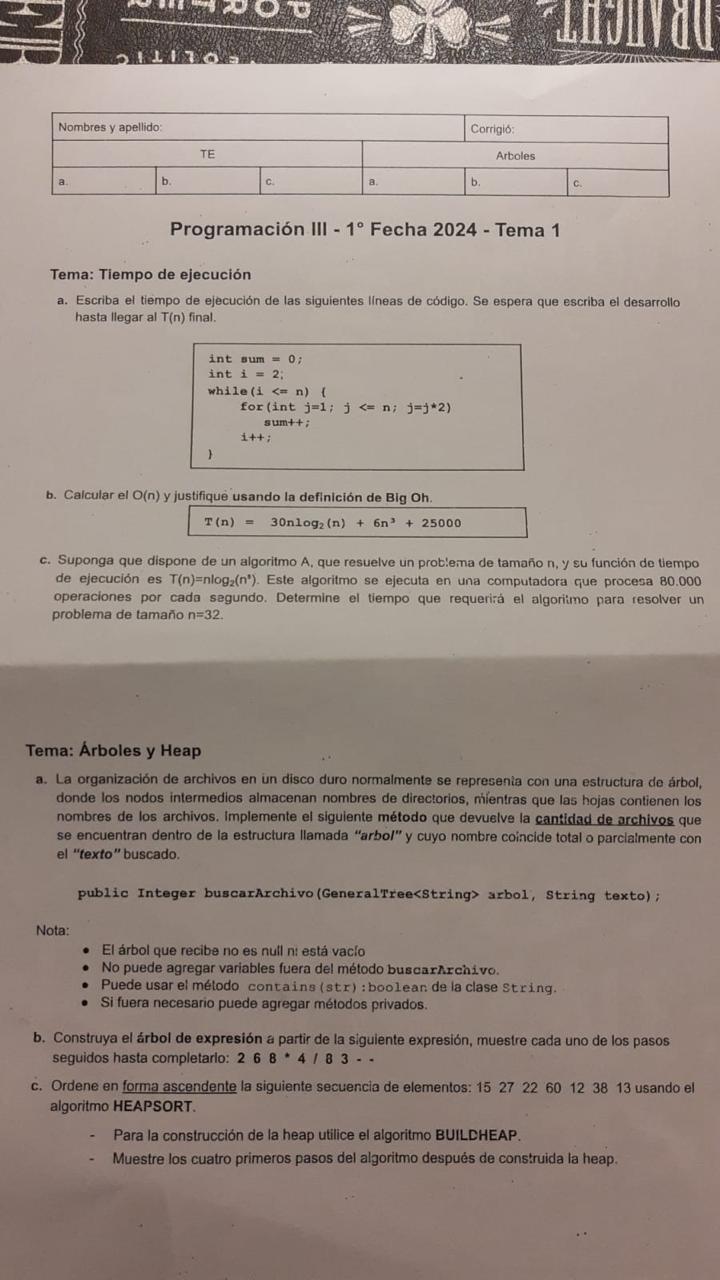 Nombres y apellido: Corrigió:
TE Arboles
a. b. c. a. b. c.
Programación III - 1° Fecha 2024 - Tema 1
Tema: Tiempo de ejecución
a. Escriba el tiempo de ejecución de las siguientes líneas de código. Se espera que escriba el desarrollo
hasta llegar al T(n) final.
int sum = 0;
int i = 2;
while(i <= n) {
for(int j=1; j <= n; j=j*2)
sum++;
i++;
}
b. Calcular el O(n) y justifique usando la definición de Big Oh.
T(n) = 30nlog₂(n) + 6n³ + 25000
c. Suponga que dispone de un algoritmo A, que resuelve un problema de tamaño n, y su función de tiempo
de ejecución es Este algoritmo se ejecuta en una computadora que procesa 80.000
operaciones por cada segundo. Determine el tiempo que requerirá el algoritmo para resolver un
problema de tamaño n=32.
Tema: Árboles y Heap
a. La organización de archivos en un disco duro normalmente se representa con una estructura de árbol,
donde los nodos intermedios almacenan nombres de directorios, mientras que las hojas contienen los
nombres de los archivos. Implemente el siguiente método que devuelve la cantidad de archivos que
se encuentran dentro de la estructura llamada "arbol" y cuyo nombre coincide total o parcialmente con
el "texto" buscado.
public Integer buscarArchivo(GeneralTree<String> arbol, String texto);
Nota:
• El árbol que recibe no es null ni está vacío
• No puede agregar variables fuera del método buscarArchivo.
• Puede usar el método contains(str):boolean de la clase String.
• Si fuera necesario puede agregar métodos privados.
b. Construya el árbol de expresión a partir de la siguiente expresión, muestre cada uno de los pasos
seguidos hasta completarlo: 2 6 8 * 4 / 8 3 - -
c. Ordene en forma ascendente la siguiente secuencia de elementos: 15 27 22 60 12 38 13 usando el
algoritmo HEAPSORT.
- Para la construcción de la heap utilice el algoritmo BUILDHEAP.
- Muestre los cuatro primeros pasos del algoritmo después de construida la heap.